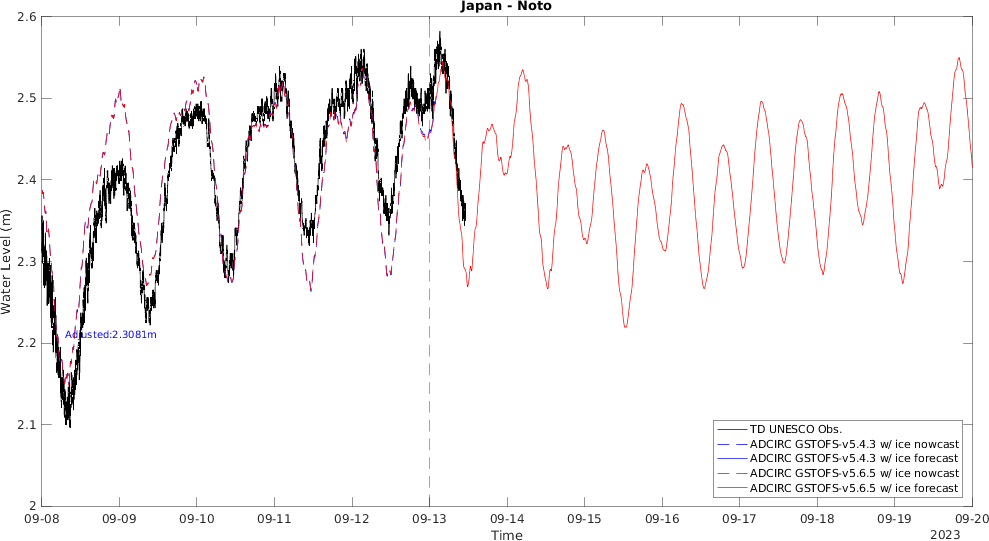 Japan - Noto
2.6
2.5
2.4
2.3
2.2
2.1
2
Water Level (m)
Adjusted:2.3081m
TD UNESCO Obs.
ADCIRC GSTOFS-v5.4.3 w/ ice nowcast
ADCIRC GSTOFS-v5.4.3 w/ ice forecast
ADCIRC GSTOFS-v5.6.5 w/ ice nowcast
ADCIRC GSTOFS-v5.6.5 w/ ice forecast
09-08 09-09 09-10 09-11 09-12 09-13 09-14 09-15 09-16 09-17 09-18 09-19 09-20
Time
2023